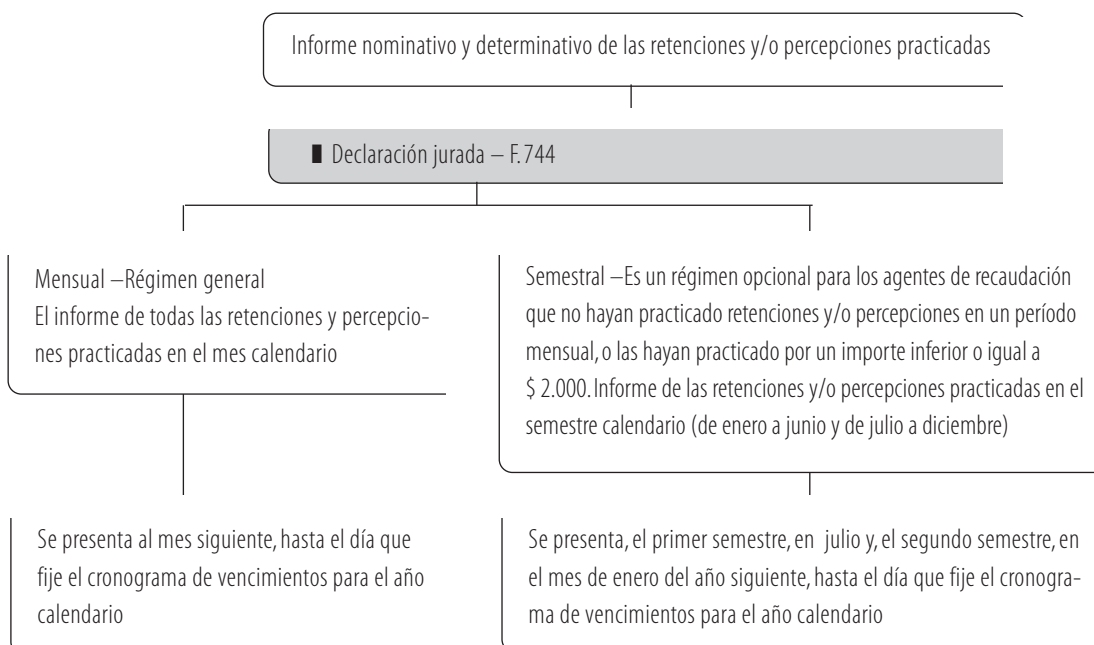 Informe nominativo y determinativo de las retenciones y/o percepciones practicadas
Declaración jurada – F. 744
Mensual –Régimen general
El informe de todas las retenciones y percepcio-
nes practicadas en el mes calendario
Semestral –Es un régimen opcional para los agentes de recaudación
que no hayan practicado retenciones y/o percepciones en un período
mensual, o las hayan practicado por un importe inferior o igual a
$ 2.000. Informe de las retenciones y/o percepciones practicadas en el
semestre calendario (de enero a junio y de julio a diciembre)
Se presenta al mes siguiente, hasta el día que
fije el cronograma de vencimientos para el año
calendario
Se presenta, el primer semestre, en julio y, el segundo semestre, en
el mes de enero del año siguiente, hasta el día que fije el cronogra-
ma de vencimientos para el año calendario